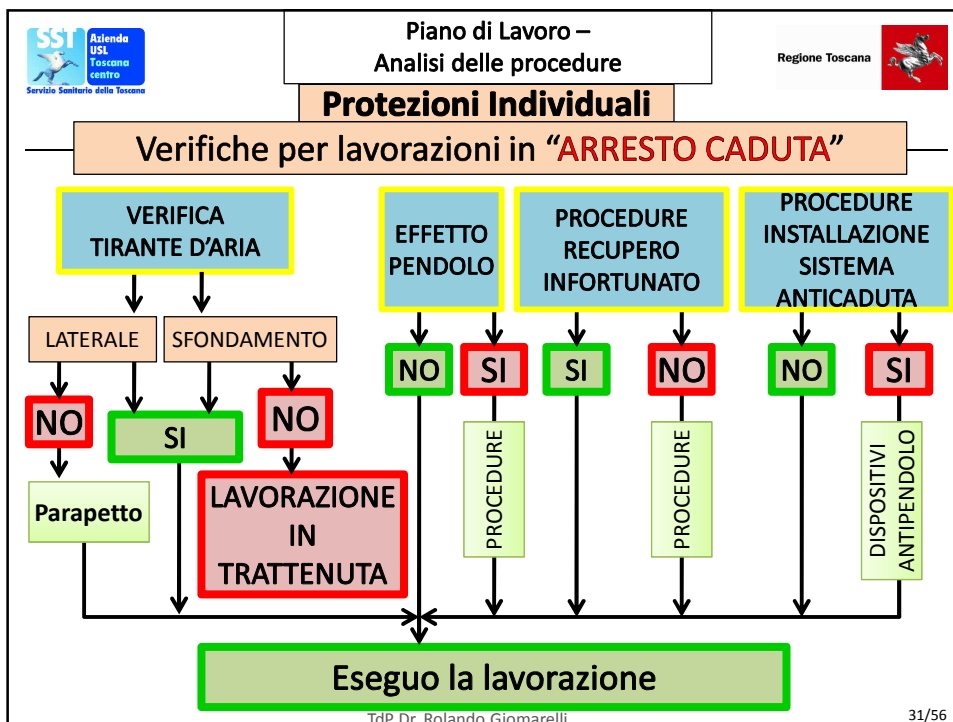 SST
Azienda
USL
Toscana
centro
Servizio Sanitario della Toscana
Piano di Lavoro –
Analisi delle procedure
Regione Toscana
Protezioni Individuali
Verifiche per lavorazioni in “ARRESTO CADUTA”
VERIFICA
TIRANTE D'ARIA
EFFETTO
PENDOLO
PROCEDURE
RECUPERO
INFORTUNATO
PROCEDURE
INSTALLAZIONE
SISTEMA
ANTICADUTA
LATERALE
SFONDAMENTO
NO
SI
NO
NO
SI
SI
NO
NO
SI
Parapetto
LAVORAZIONE
IN
TRATTENUTA
PROCEDURE
PROCEDURE
DISPOSITIVI
ANTIPENDOLO
Eseguo la lavorazione
TdP Dr. Rolando Giomarelli
31/56